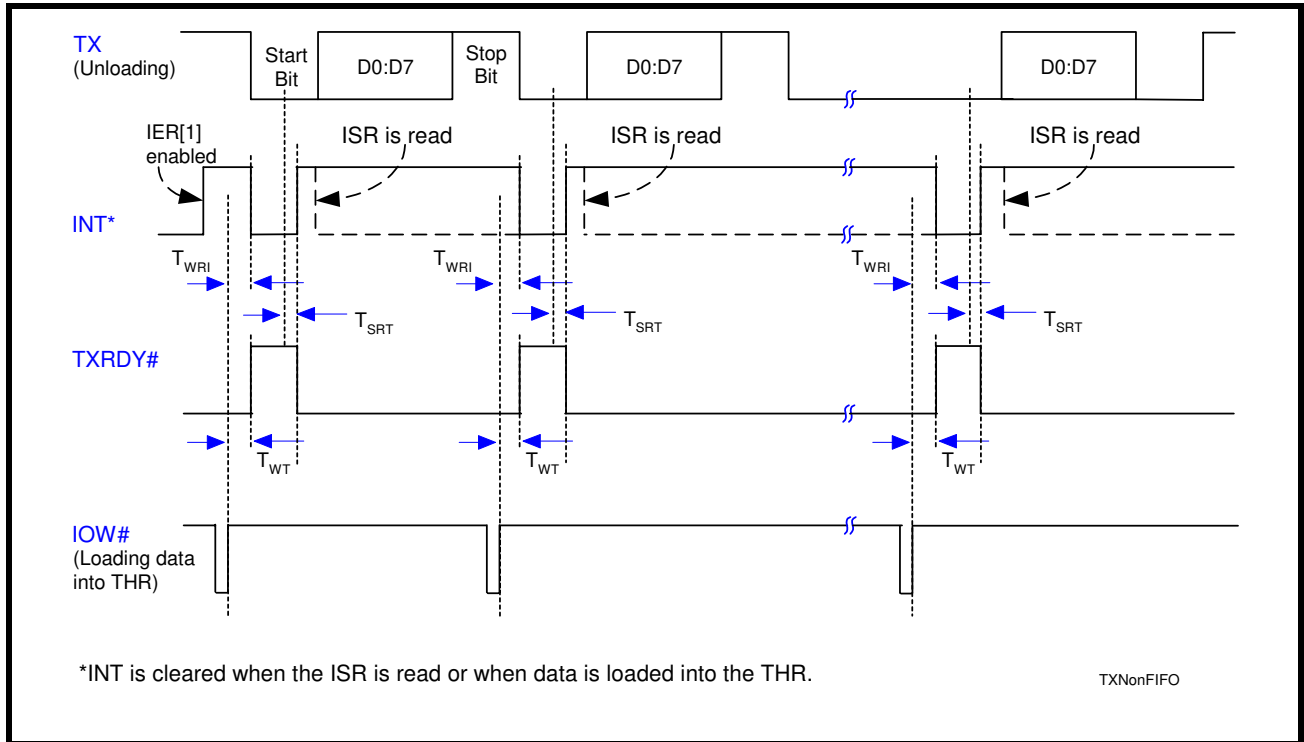 TX
(Unloading)
Start
Bit
D0:D7
Stop
Bit
D0:D7
D0:D7
IER[1]
enabled
ISR is read
ISR is read
ISR is read
INT*
TWRI
TWRI
TWRI
TSRT
TSRT
TSRT
TXRDY#
TWT
TWT
TWT
IOW#
(Loading data
into THR)
*INT is cleared when the ISR is read or when data is loaded into the THR.
TXNonFIFO